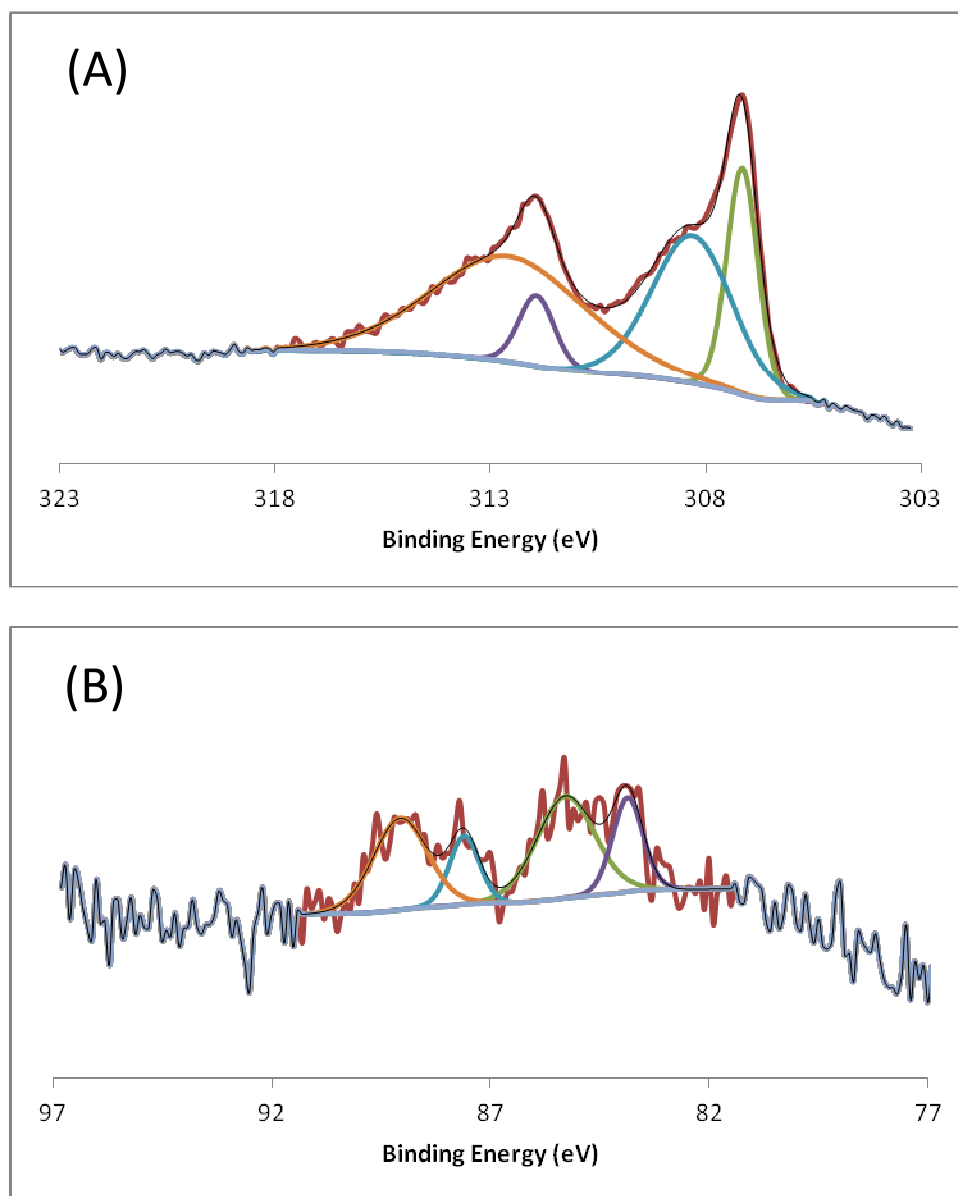 (A)
323 318 313 308 303
Binding Energy (eV)
(B)
97 92 87 82 77
Binding Energy (eV)